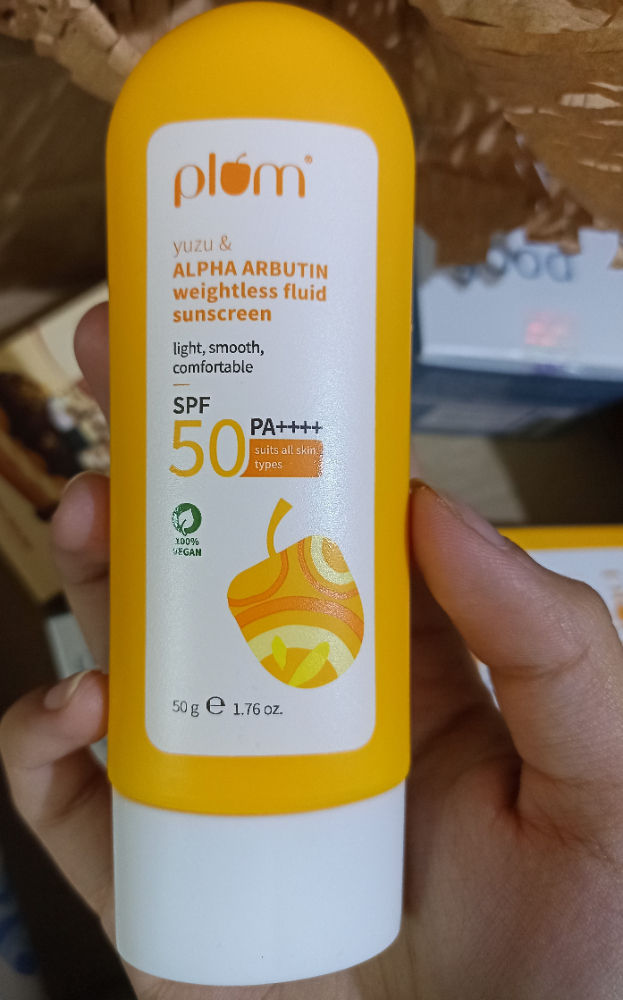 plum®
yuzu &
ALPHA ARBUTIN
weightless fluid
sunscreen
light, smooth,
comfortable
SPF
50
PA++++
suits all skin
types
100%
VEGAN
50 g ℮ 1.76 oz.